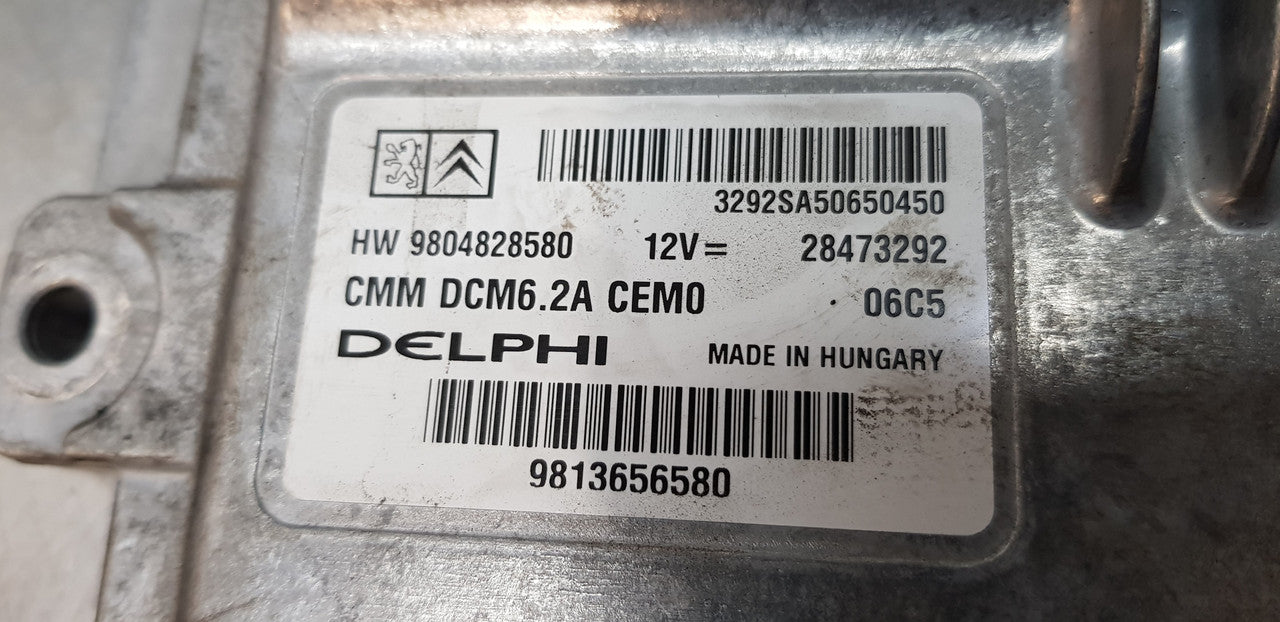 3292SA50650450
HW 9804828580 12V= 28473292
CMM DCM6.2A CEM0 06C5
DELPHI MADE IN HUNGARY
9813656580